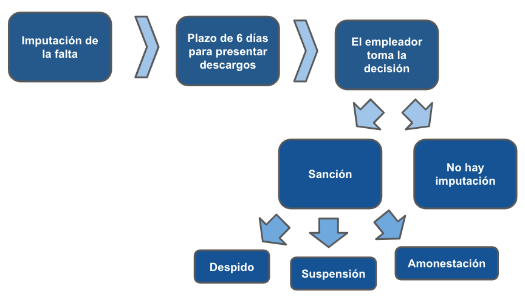 Imputación de
la falta
Plazo de 6 días
para presentar
descargos
El empleador
toma la
decisión
Sanción
No hay
imputación
Despido
Suspensión
Amonestación